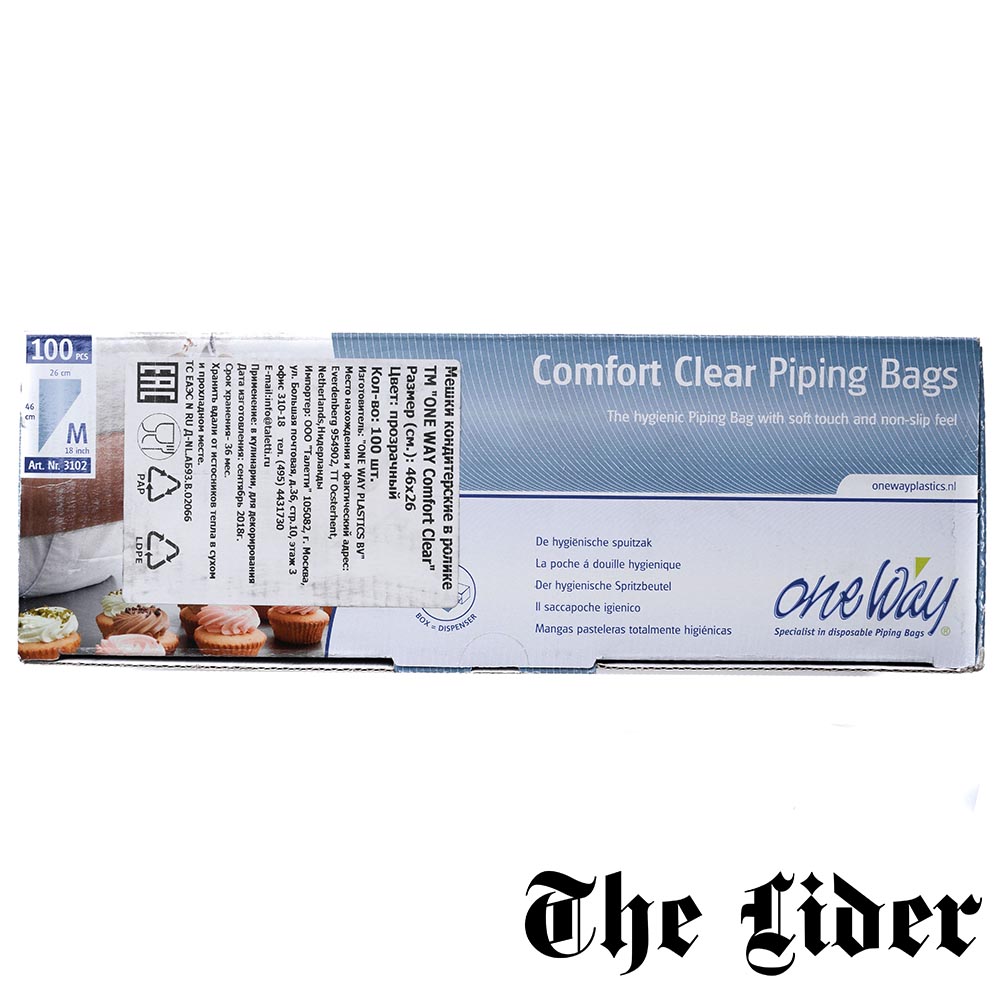 100 PCS
26 cm
46
cm
M
18 inch
Art. Nr. 3102
Мешки кондитерские в ролике
ТМ "ONE WAY Comfort Clear"
Размер (см.): 46х26
Цвет: прозрачный
Кол-во: 100 шт.
Изготовитель: "ONE WAY PLASTICS BV"
Место нахождения и фактический адрес:
Everdenberg 954902, TT Oosterhent,
Netherlands,Нидерланды
Импортер: ООО "Талетти" 105082, г. Москва,
ул. Большая почтовая, д.36, стр.10, этаж 3
офис 310-18 тел. (495) 4431730
E-mail:info@taletti.ru
Применение: в кулинарии, для декорирования
Дата изготовления: сентябрь 2018г.
Срок хранения- 36 мес.
Хранить вдали от источников тепла в сухом
и прохладном месте.
ТС ЕАЭС N RU Д-NL.АБ93.В.02066
EAC
PAP
LDPE
BOX = DISPENSER
Comfort Clear Piping Bags
The hygienic Piping Bag with soft touch and non-slip feel
onewayplastics.nl
De hygiënische spuitzak
La poche á douille hygienique
Der hygienische Spritzbeutel
Il saccapoche igienico
Mangas pasteleras totalmente higiénicas
one way®
Specialist in disposable Piping Bags
The Lider